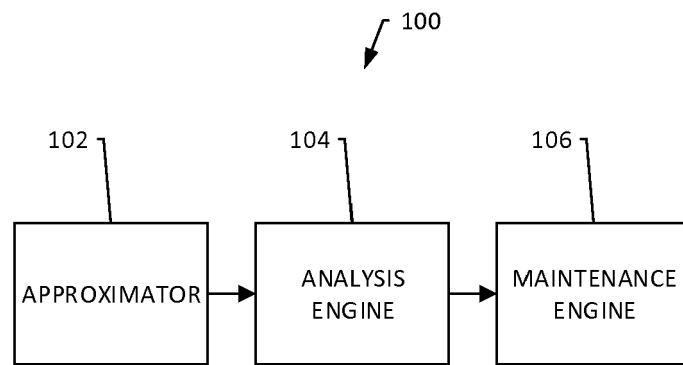 100
102
104
106
APPROXIMATOR
ANALYSIS
ENGINE
MAINTENANCE
ENGINE